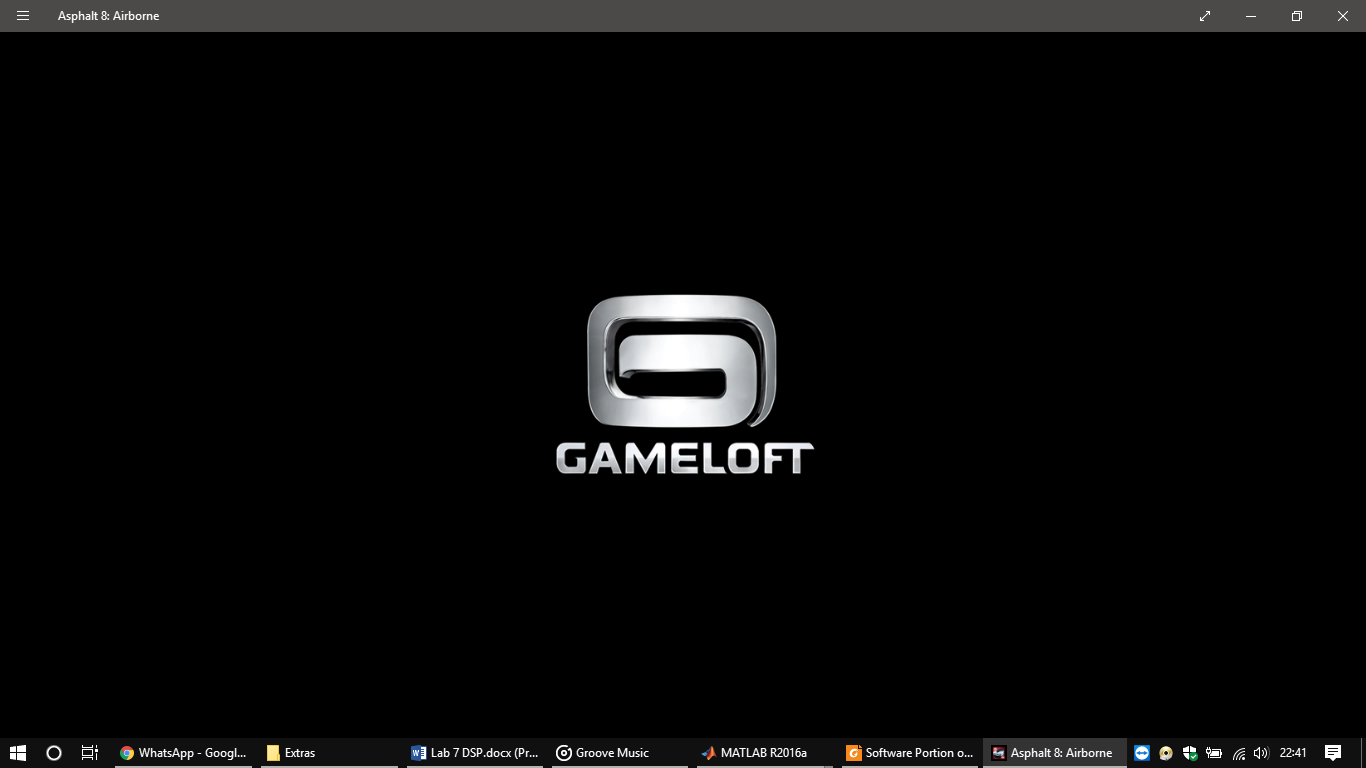 Asphalt 8: Airborne
GAMELOFT
WhatsApp - Googl...
Extras
Lab 7 DSP.docx (Pr...
Groove Music
MATLAB R2016a
Software Portion o...
Asphalt 8: Airborne
22:41